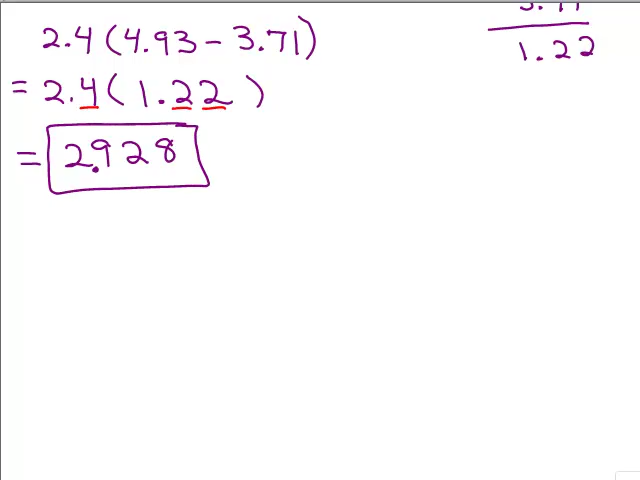 2.4(4.93-3.71)
= 2.4(1.22)
= 2.928
1.22